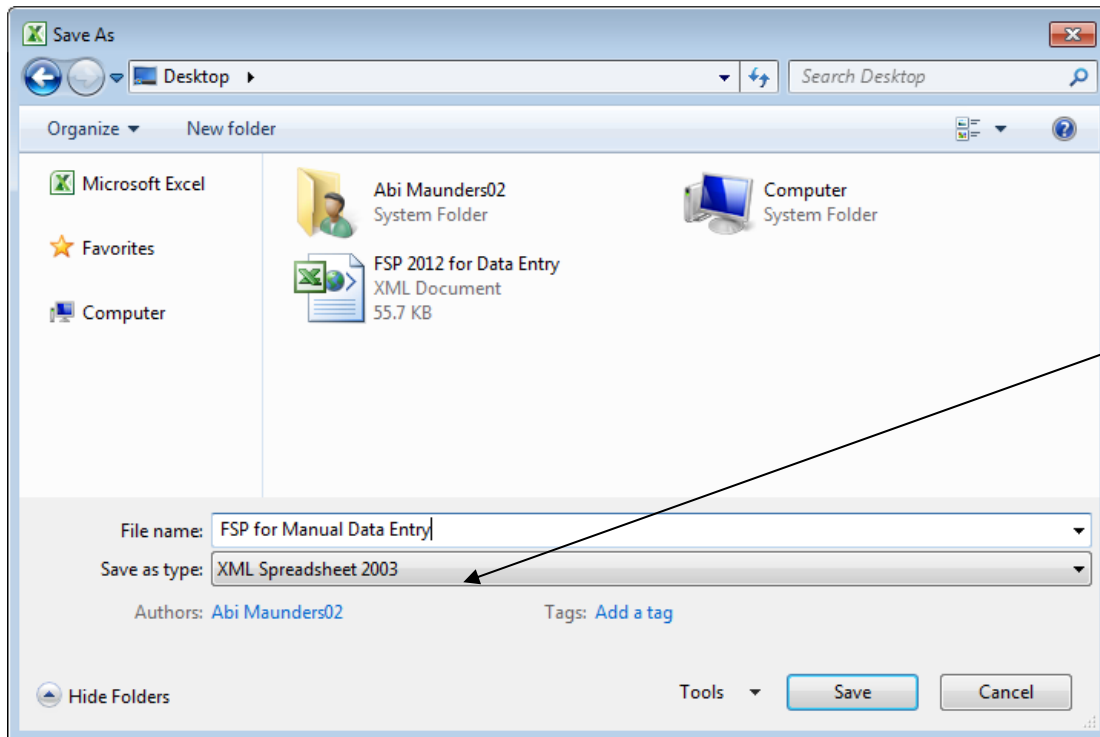 Save As
Desktop
Search Desktop
Organize
New folder
Microsoft Excel
Favorites
Computer
Abi Maunders02
System Folder
Computer
System Folder
FSP 2012 for Data Entry
XML Document
55.7 KB
File name: FSP for Manual Data Entry
Save as type: XML Spreadsheet 2003
Authors: Abi Maunders02 Tags: Add a tag
Hide Folders Tools Save Cancel